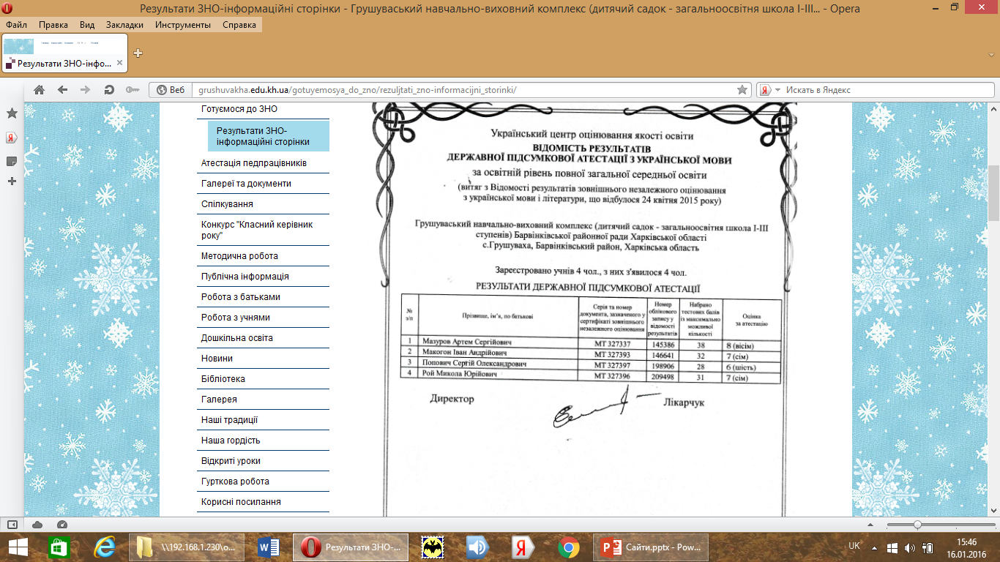 Результати ЗНО-інформаційні сторінки - Грушуваський навчально-виховний комплекс (дитячий садок - загальноосвітня школа I-III... - Opera
Файл Правка Вид Закладки Инструменты Справка
Результати ЗНО-інфо...
Веб grushuvakha.edu.kh.ua/gotuyemosya_do_zno/rezuljtati_zno-informacijni_storinki/ Искать в Яндекс
Готуємося до ЗНО
Результати ЗНО-
інформаційні сторінки
Атестація педпрацівників
Галереї та документи
Спілкування
Конкурс "Класний керівник
року"
Методична робота
Публічна інформація
Робота з батьками
Робота з учнями
Дошкільна освіта
Новини
Бібліотека
Галерея
Наші традиції
Наша гордість
Відкриті уроки
Гурткова робота
Корисні посилання
Український центр оцінювання якості освіти
ВІДОМІСТЬ РЕЗУЛЬТАТІВ
ДЕРЖАВНОЇ ПІДСУМКОВОЇ АТЕСТАЦІЇ З УКРАЇНСЬКОЇ МОВИ
за освітній рівень повної загальної середньої освіти
(витяг з Відомості результатів зовнішнього незалежного оцінювання
з української мови і літератури, що відбулося 24 квітня 2015 року)
Грушуваський навчально-виховний комплекс (дитячий садок - загальноосвітня школа I-III
ступенів) Барвінківської районної ради Харківської області
с.Грушуваха, Барвінківський район, Харківська область
Зареєстровано учнів 4 чол., з них з'явилося 4 чол.
РЕЗУЛЬТАТИ ДЕРЖАВНОЇ ПІДСУМКОВОЇ АТЕСТАЦІЇ
№
з/п
Прізвище, ім'я, по батькові
Серія та номер
документа, зазначеного у
сертифікаті зовнішнього
незалежного оцінювання
Номер
облікового
запису у
відомості
результатів
Набрано
тестових балів
із максимально
можливої
кількості
Оцінка
за атестацію
1 Мазуров Артем Сергійович МТ 327337 145386 38 8 (вісім)
2 Макогон Іван Андрійович МТ 327393 146641 32 7 (сім)
3 Попович Сергій Олександрович МТ 327397 198906 28 6 (шість)
4 Рой Микола Юрійович МТ 327396 209498 31 7 (сім)
Директор Лікарчук
\\192.168.1.230\o... Результати ЗНО-... Сайти.pptx - Pow... UK 15:46
16.01.2016